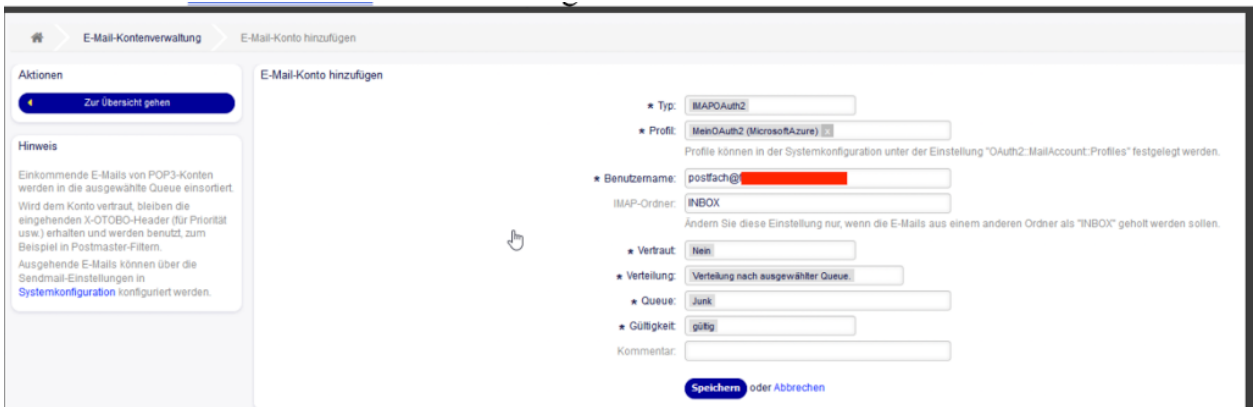 E-Mail-Kontenverwaltung
E-Mail-Konto hinzufügen
Aktionen
Zur Übersicht gehen
Hinweis
Einkommende E-Mails von POP3-Konten
werden in die ausgewählte Queue einsortiert.
Wird dem Konto vertraut, bleiben die
eingehenden X-OTOBO-Header (für Priorität
usw.) erhalten und werden benutzt, zum
Beispiel in Postmaster-Filtern.
Ausgehende E-Mails können über die
Sendmail-Einstellungen in
Systemkonfiguration konfiguriert werden.
E-Mail-Konto hinzufügen
* Typ: IMAPOAuth2
* Profil: MeinOAuth2 (MicrosoftAzure) x
Profile können in der Systemkonfiguration unter der Einstellung "OAuth2::MailAccount::Profiles" festgelegt werden.
* Benutzername: postfach@
IMAP-Ordner: INBOX
Ändern Sie diese Einstellung nur, wenn die E-Mails aus einem anderen Ordner als "INBOX" geholt werden sollen.
* Vertraut: Nein
* Verteilung: Verteilung nach ausgewählter Queue.
* Queue: Junk
* Gültigkeit: gültig
Kommentar:
Speichern oder Abbrechen